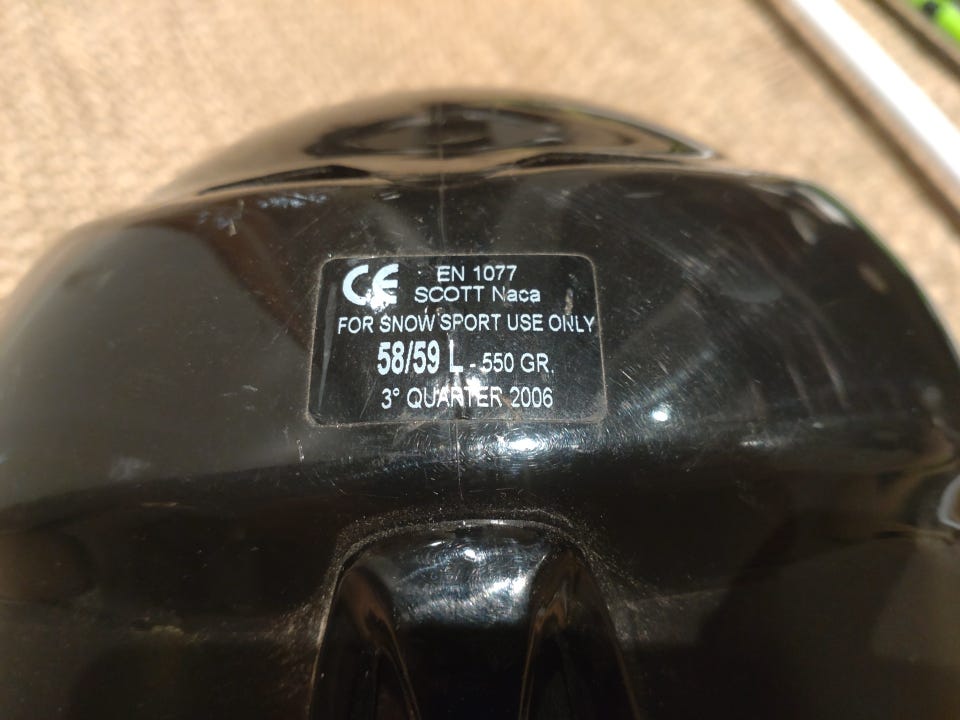 CE EN 1077
SCOTT Naca
FOR SNOW SPORT USE ONLY
58/59 L - 550 GR.
3° QUARTER 2006